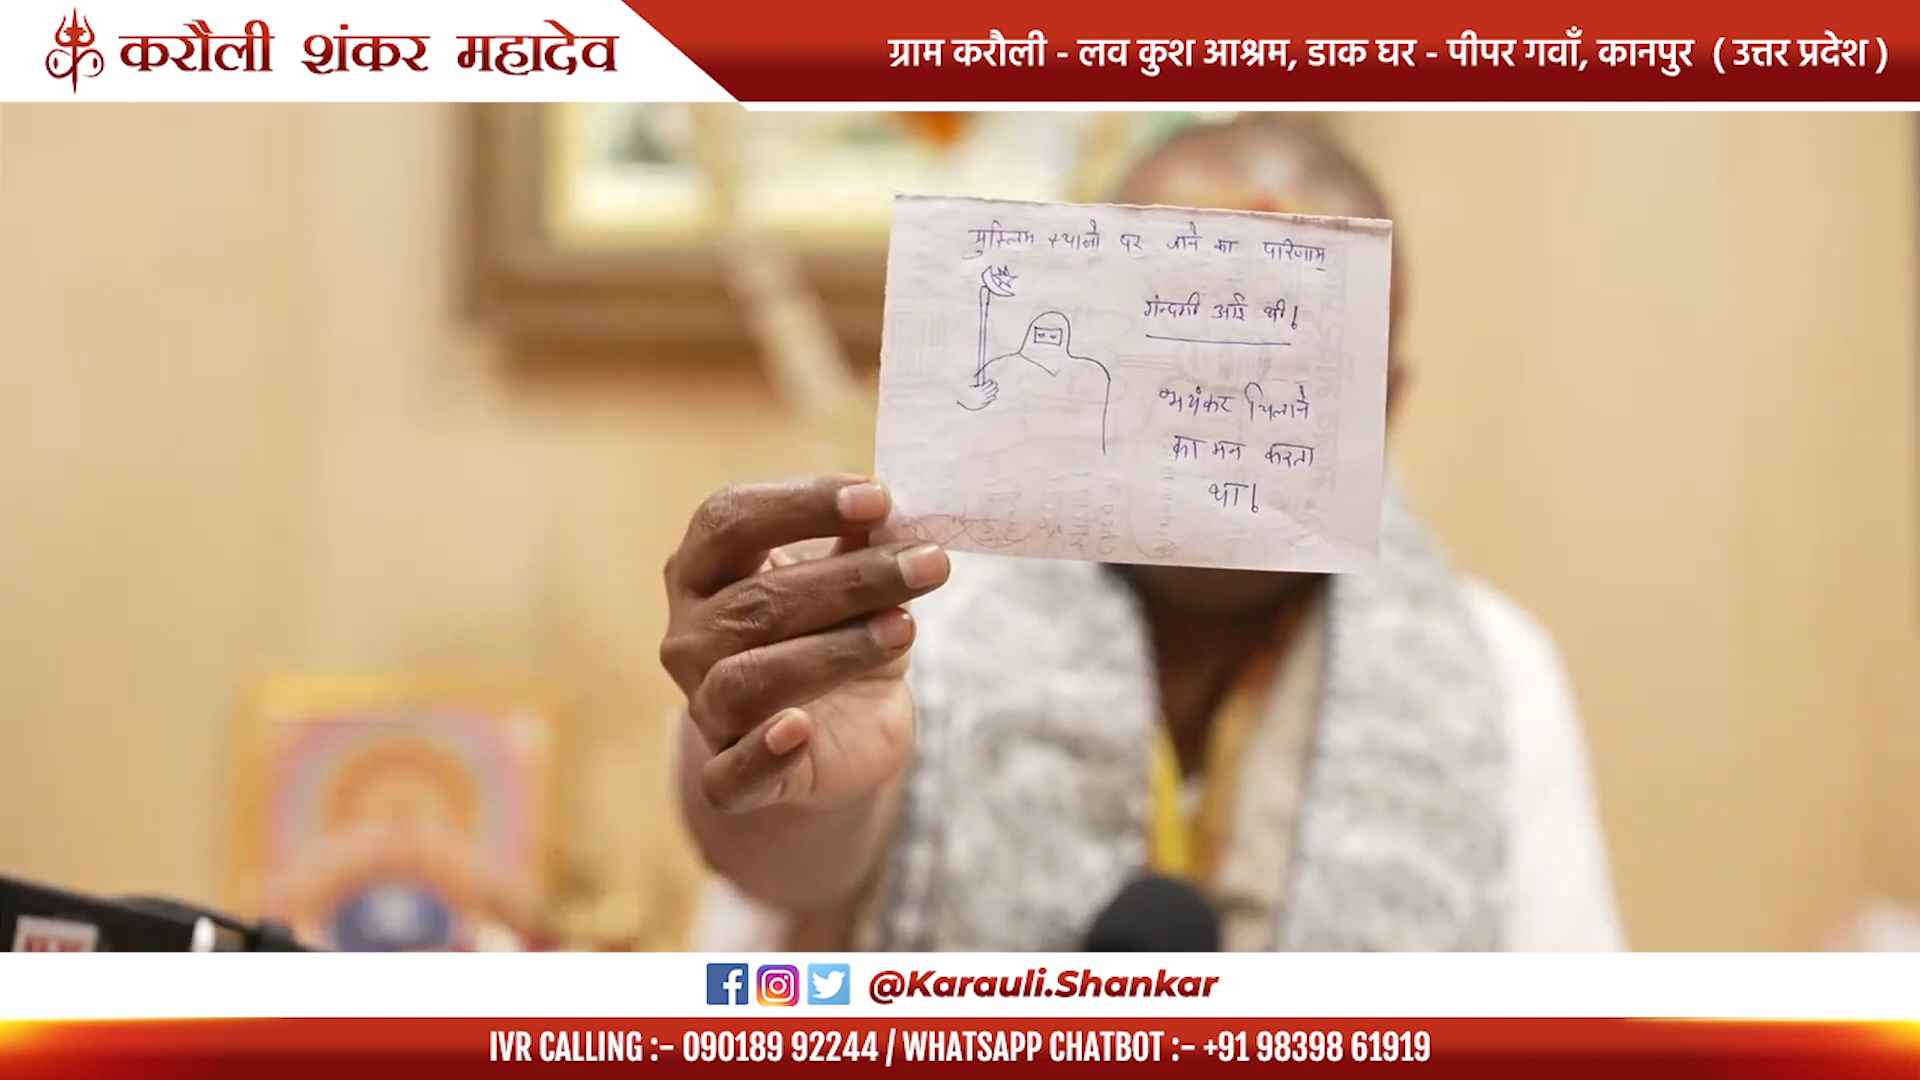 करौली शंकर महादेव
ग्राम करौली - लव कुश आश्रम, डाक घर - पीपर गवाँ, कानपुर ( उत्तर प्रदेश )
मुस्लिम स्थानो पर जाने का परिणाम
गंन्दगी आई थी।
भयंकर चिलाने
का मन करता
था।
@Karauli.Shankar
IVR CALLING :- 090189 92244 / WHATSAPP CHATBOT :- +91 98398 61919